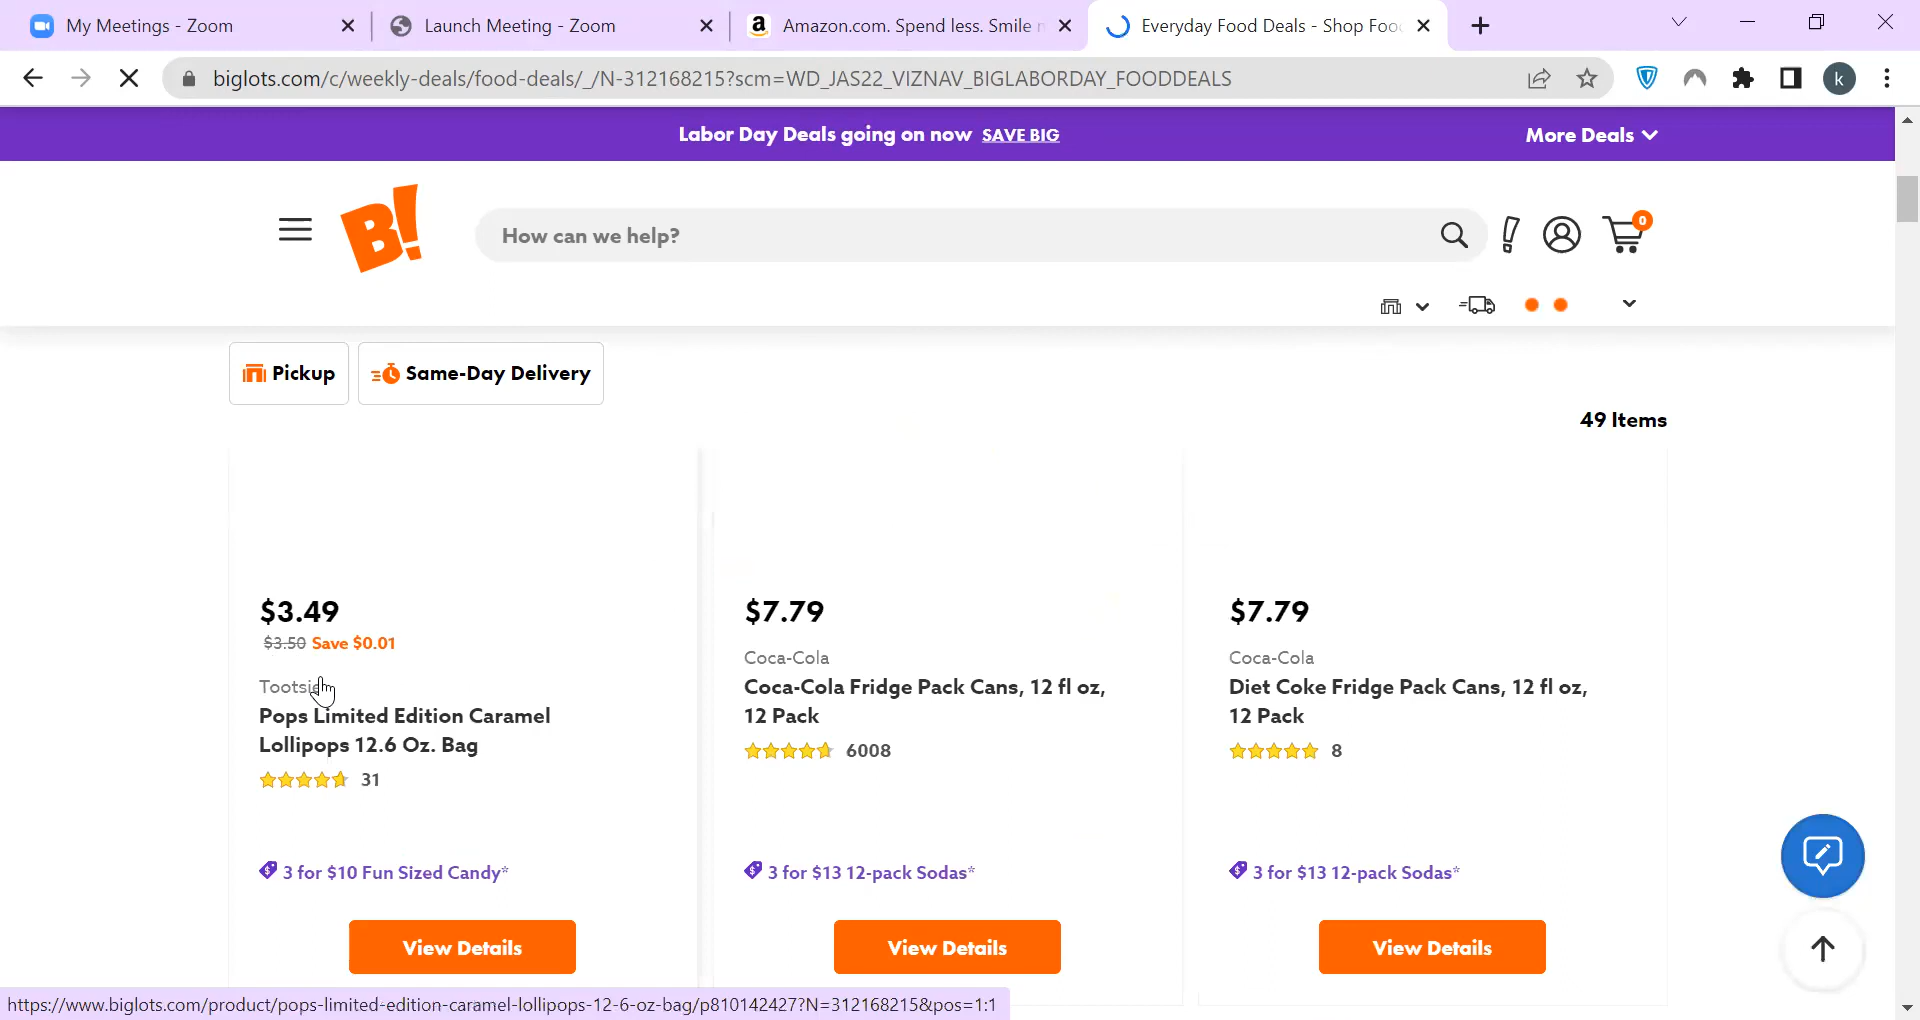 My Meetings - Zoom
Launch Meeting - Zoom
Amazon.com. Spend less. Smile
Everyday Food Deals - Shop Foo
biglots.com/c/weekly-deals/food-deals/_/N-312168215?scm=WD_JAS22_VIZNAV_BIGLABORDAY_FOODDEALS
k
Labor Day Deals going on now SAVE BIG
More Deals
B!
How can we help?
0
Pickup
Same-Day Delivery
49 Items
$3.49
$3.50 Save $0.01
Tootsie
Pops Limited Edition Caramel
Lollipops 12.6 Oz. Bag
31
3 for $10 Fun Sized Candy*
View Details
$7.79
Coca-Cola
Coca-Cola Fridge Pack Cans, 12 fl oz,
12 Pack
6008
3 for $13 12-pack Sodas*
View Details
$7.79
Coca-Cola
Diet Coke Fridge Pack Cans, 12 fl oz,
12 Pack
8
3 for $13 12-pack Sodas*
View Details
https://www.biglots.com/product/pops-limited-edition-caramel-lollipops-12-6-oz-bag/p810142427?N=312168215&pos=1:1